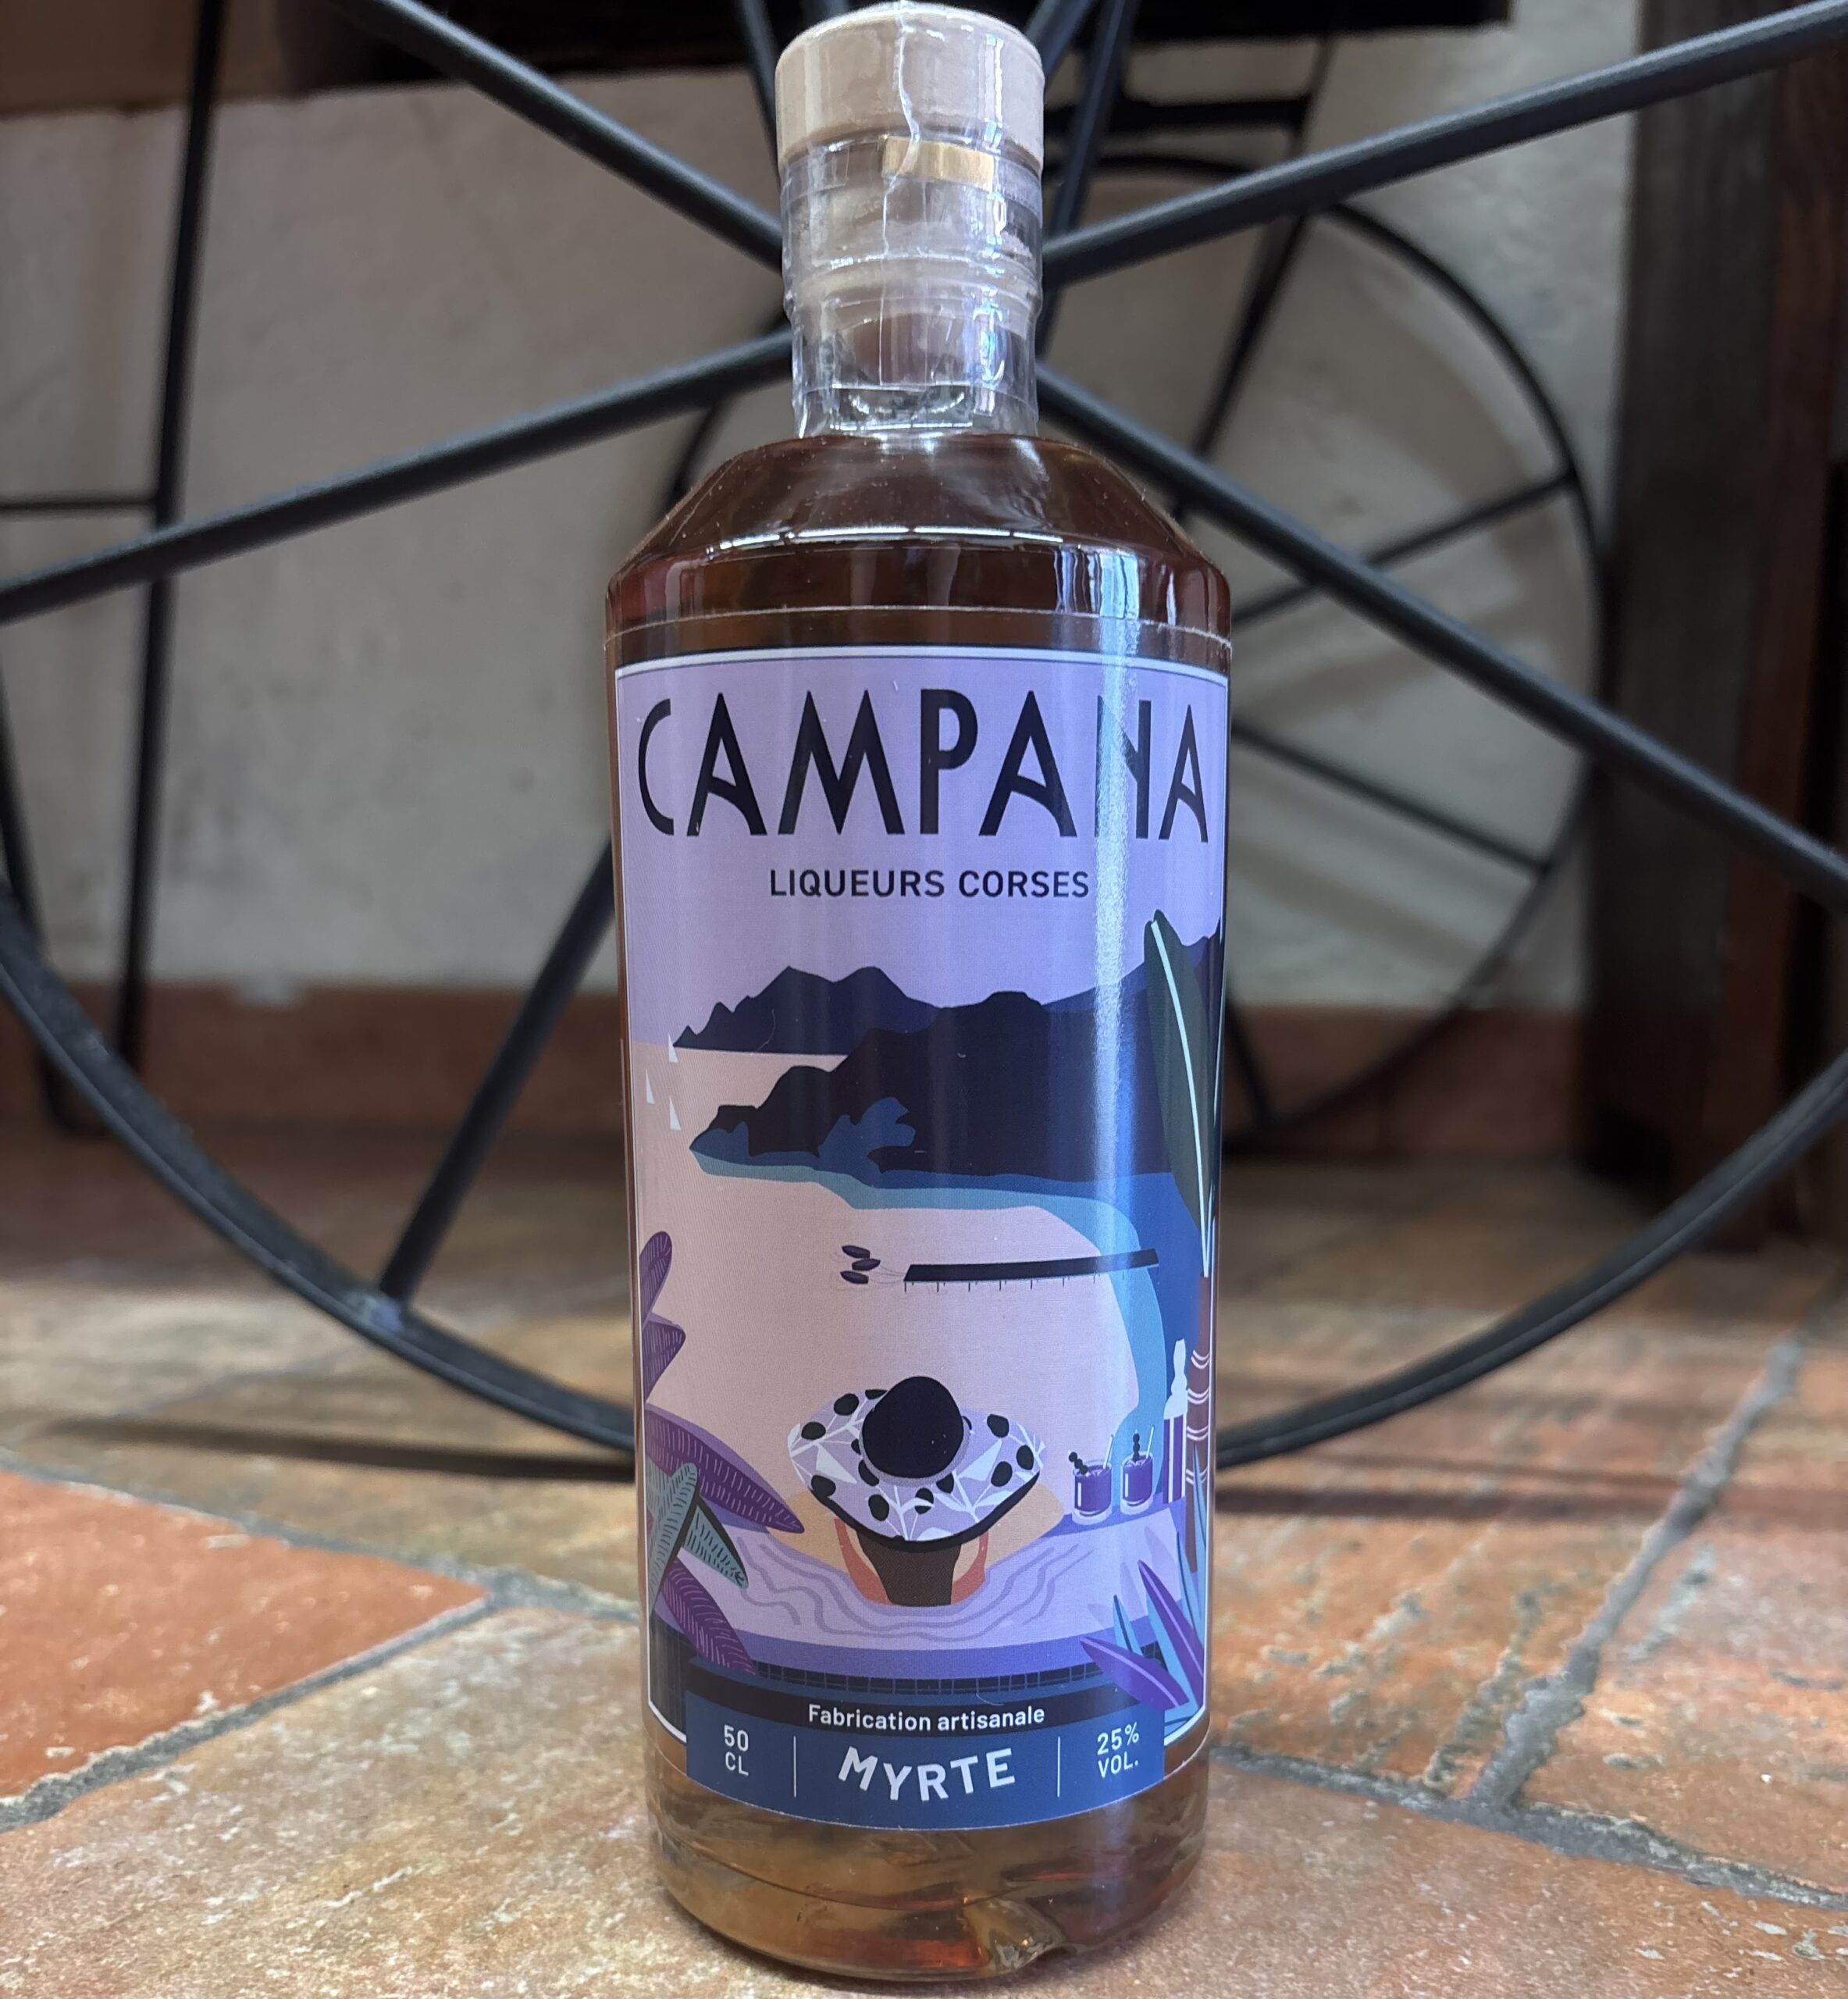 CAMPANA
LIQUEURS CORSES
Fabrication artisanale
50 CL
MYRTE
25% VOL.